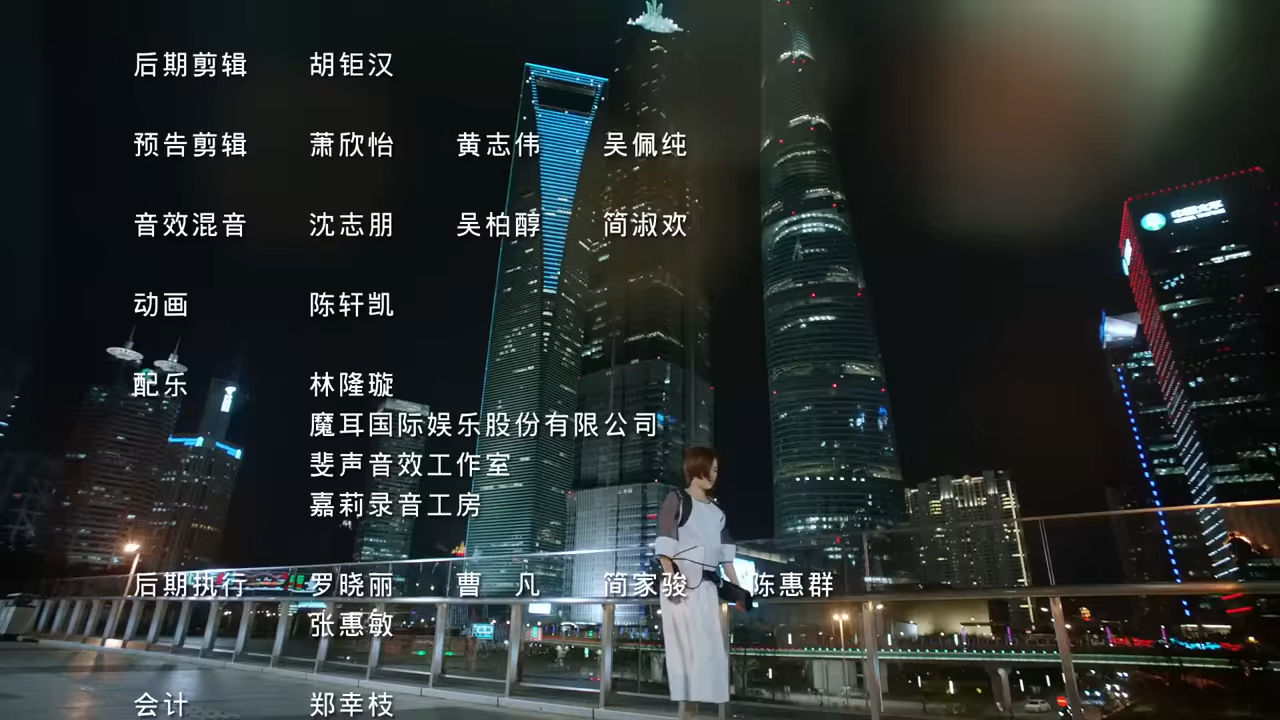 后期剪辑 胡钜汉
预告剪辑 萧欣怡 黄志伟 吴佩纯
音效混音 沈志朋 吴柏醇 简淑欢
动画 陈轩凯
配乐 林隆璇
魔耳国际娱乐股份有限公司
斐声音效工作室
嘉莉录音工房
后期执行 罗晓丽 曹 凡 简家骏 陈惠群
张惠敏
会计 郑幸枝